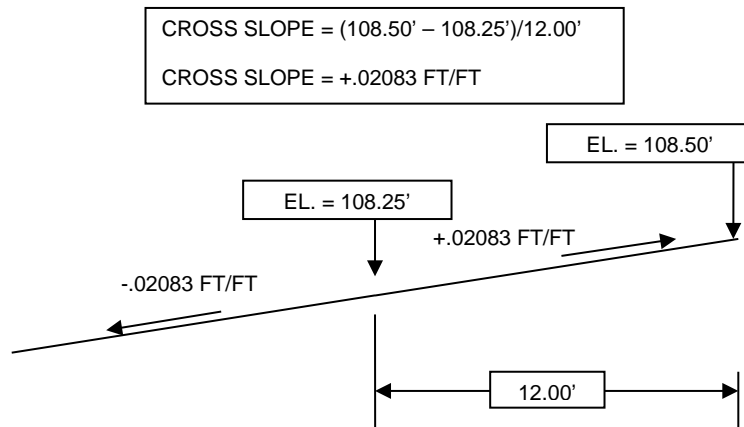 CROSS SLOPE = (108.50’ – 108.25’)/12.00’
CROSS SLOPE = +.02083 FT/FT
EL. = 108.50’
EL. = 108.25’
+.02083 FT/FT
-.02083 FT/FT
12.00’